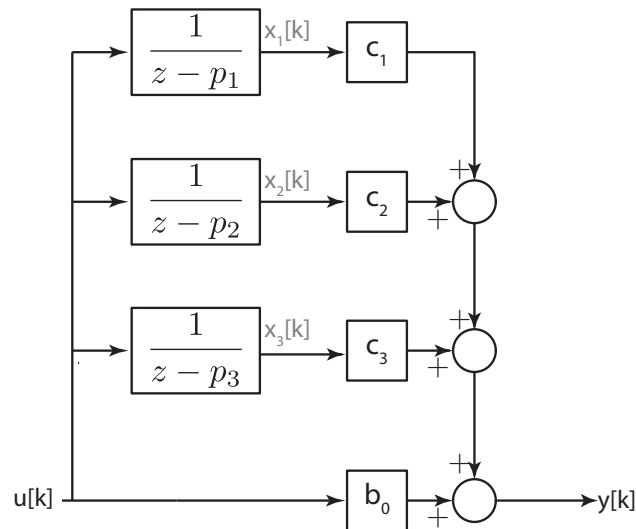 1
z − p₁
x₁[k]
c₁
+
1
z − p₂
x₂[k]
c₂
+
1
z − p₃
x₃[k]
c₃
+
+
+
u[k]
b₀
+
y[k]